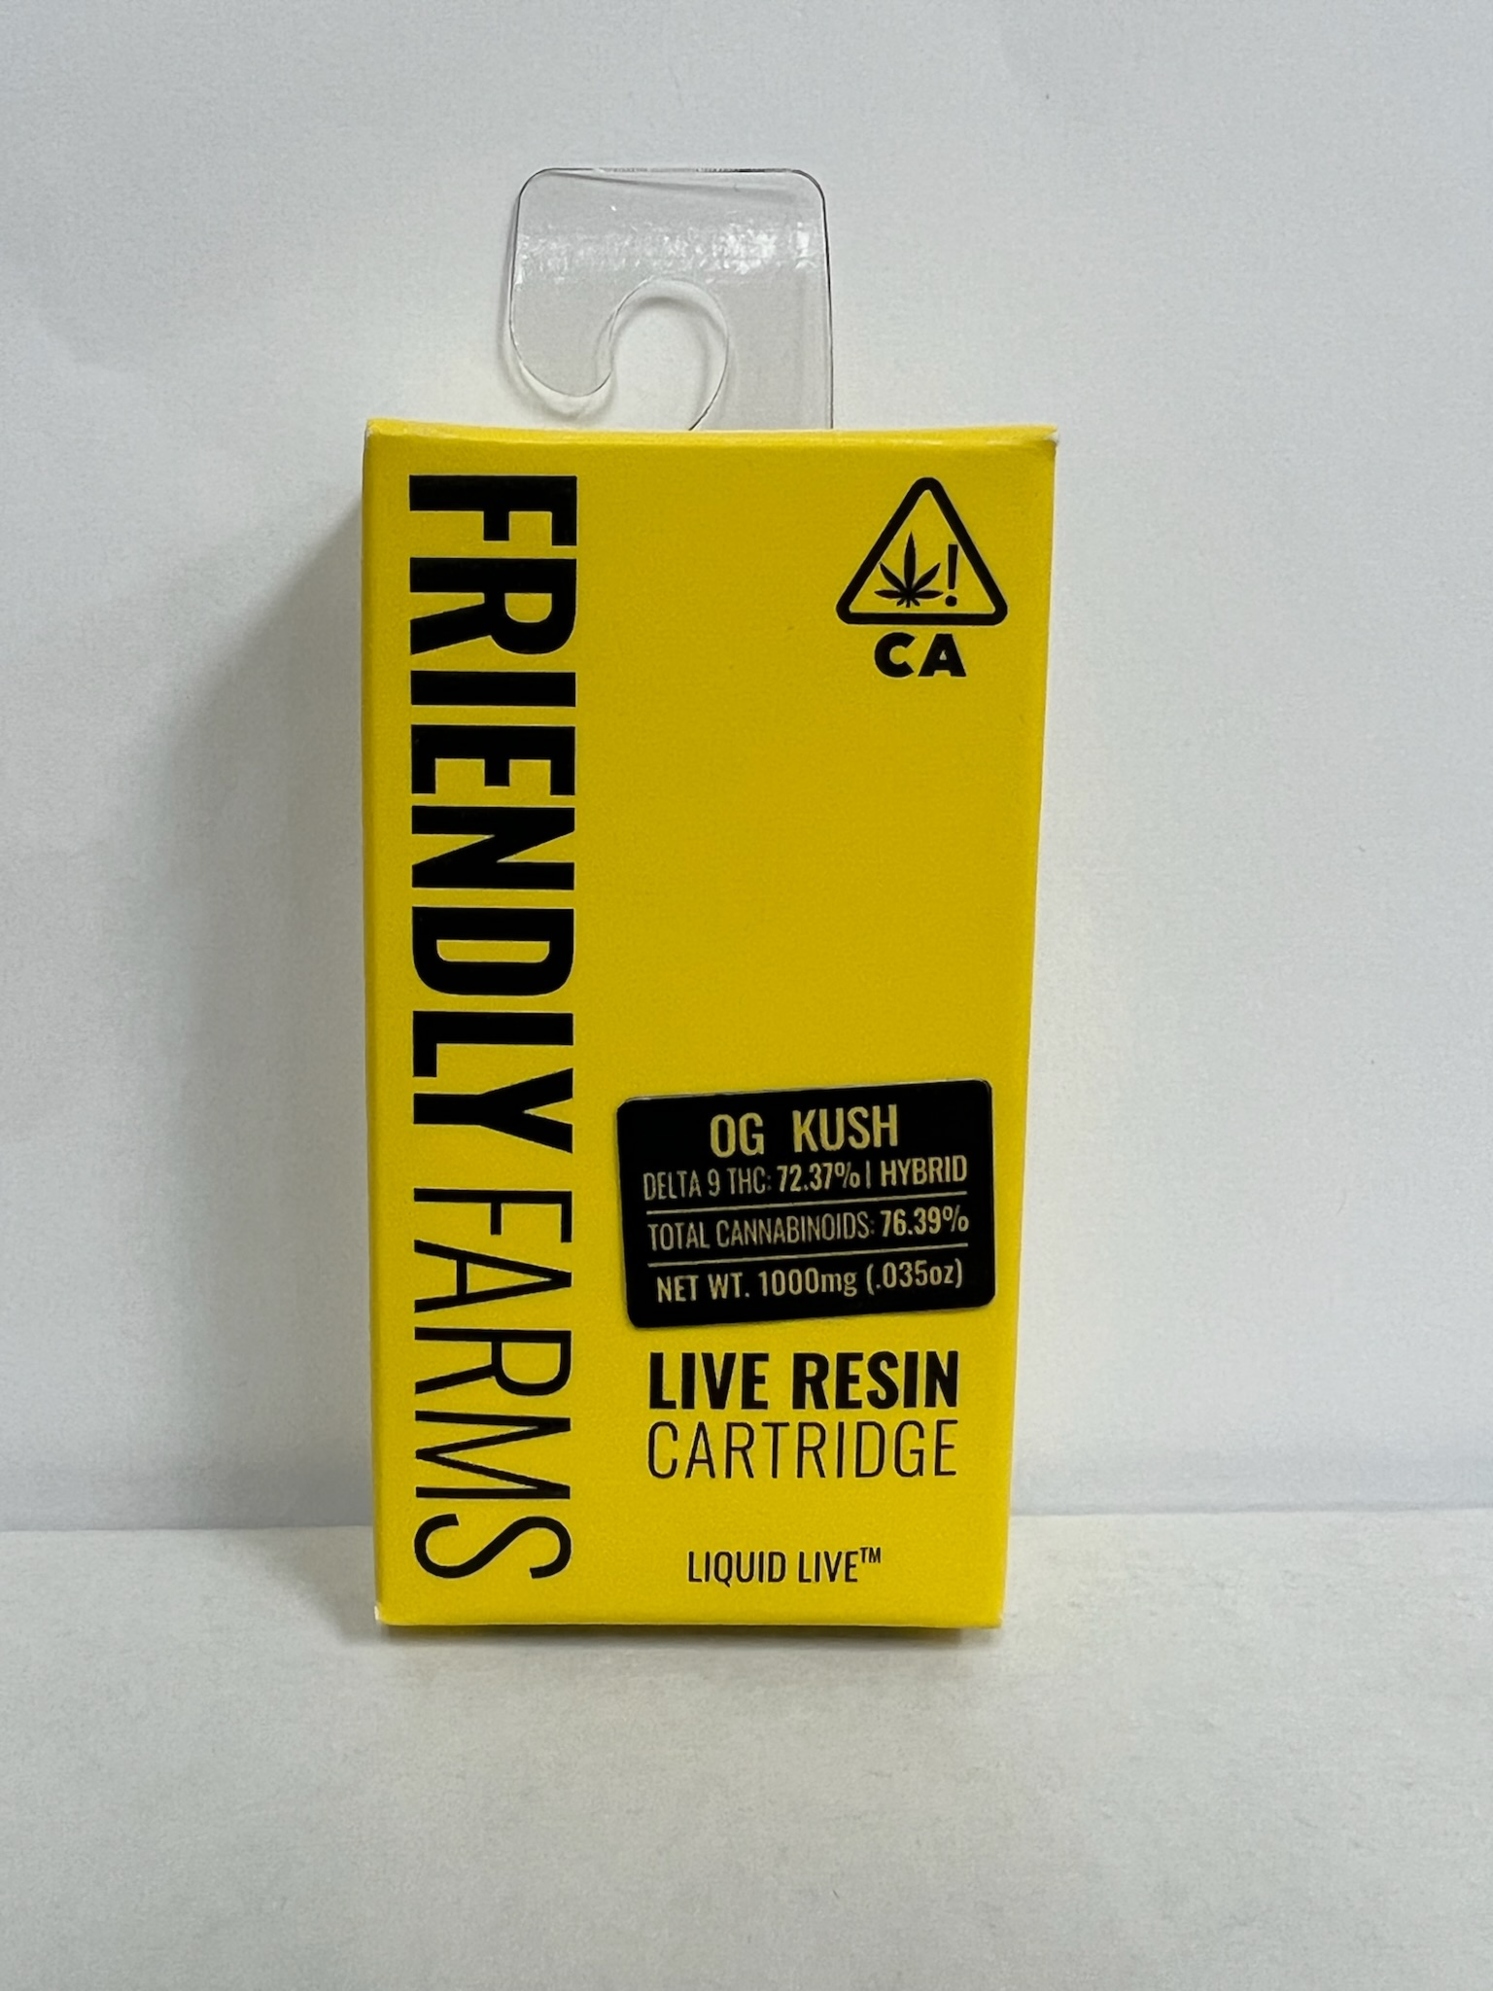 FRIENDLY FARMS
!
CA
OG KUSH
DELTA 9 THC: 72.37% | HYBRID
TOTAL CANNABINOIDS: 76.39%
NET WT. 1000mg (.035oz)
LIVE RESIN
CARTRIDGE
LIQUID LIVE™